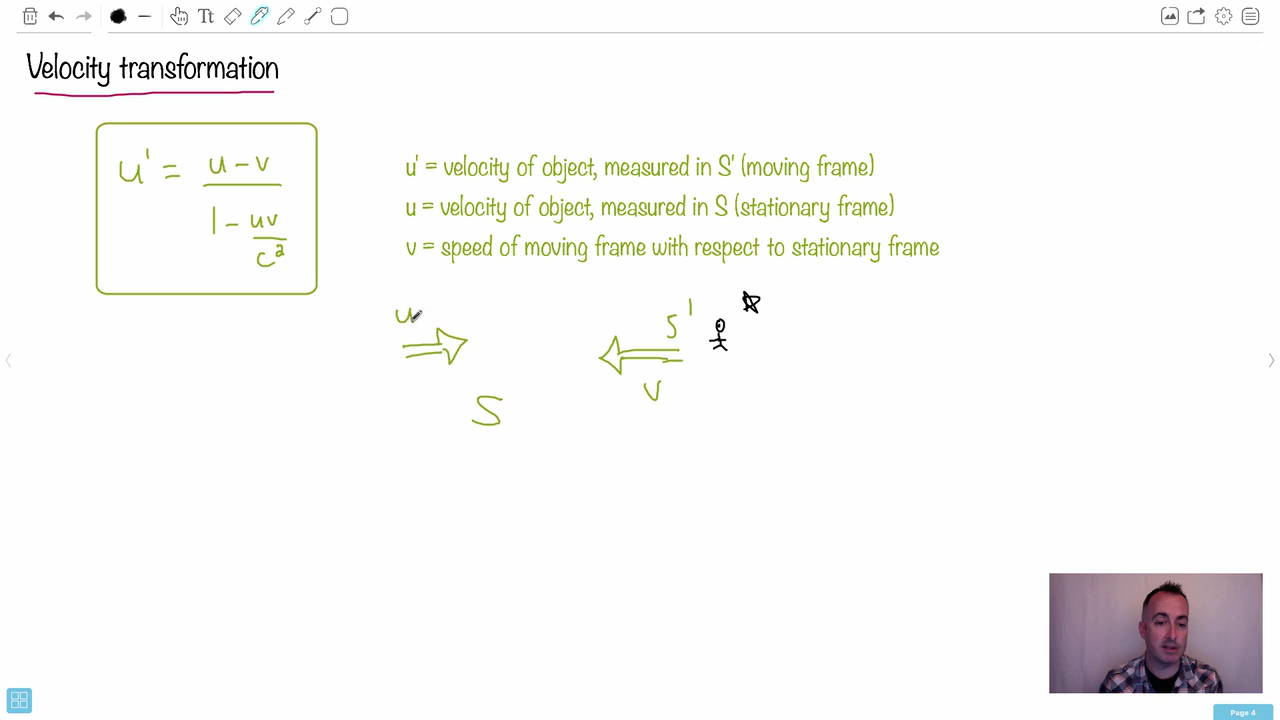 Tt
Velocity transformation
u' = u - v
1 - uv
c²
u' = velocity of object, measured in S' (moving frame)
u = velocity of object, measured in S (stationary frame)
v = speed of moving frame with respect to stationary frame
u
S'
v
S
Page 4